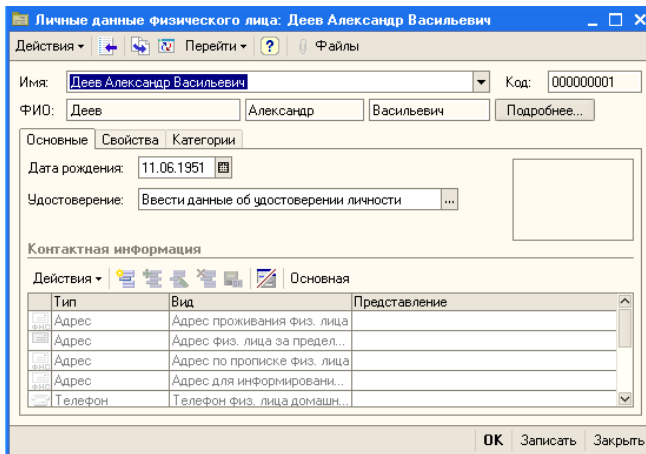 Личные данные физического лица: Деев Александр Васильевич
Действия Перейти ? Файлы
Имя: Деев Александр Васильевич Код: 000000001
ФИО: Деев Александр Васильевич Подробнее...
Основные Свойства Категории
Дата рождения: 11.06.1951
Удостоверение: Ввести данные об удостоверении личности ...
Контактная информация
Действия Основная
Тип Вид Представление
Адрес Адрес проживания физ. лица
Адрес Адрес физ. лица за предел...
Адрес Адрес по прописке физ. лица
Адрес Адрес для информировани...
Телефон Телефон физ. лица домашн...
OK Записать Закрыть